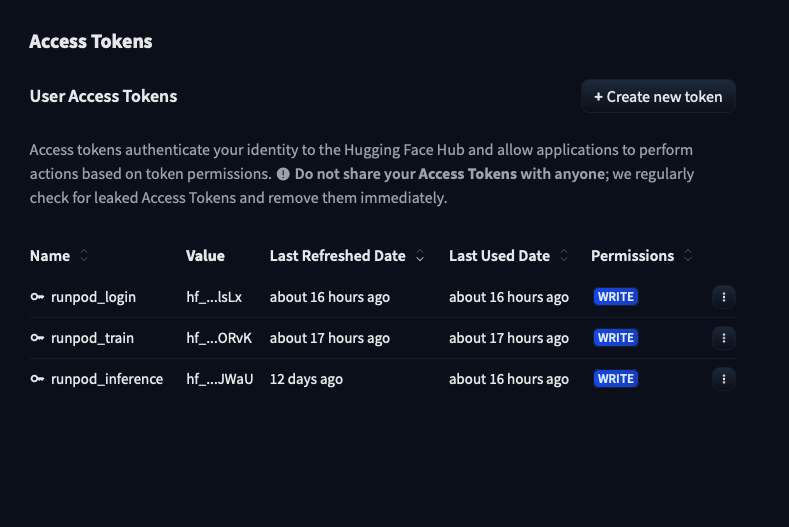 Access Tokens
User Access Tokens
+ Create new token
Access tokens authenticate your identity to the Hugging Face Hub and allow applications to perform
actions based on token permissions. Do not share your Access Tokens with anyone; we regularly
check for leaked Access Tokens and remove them immediately.
Name Value Last Refreshed Date Last Used Date Permissions
runpod_login hf_...lsLx about 16 hours ago about 16 hours ago WRITE
runpod_train hf_...ORvK about 17 hours ago about 17 hours ago WRITE
runpod_inference hf_...JWaU 12 days ago about 16 hours ago WRITE